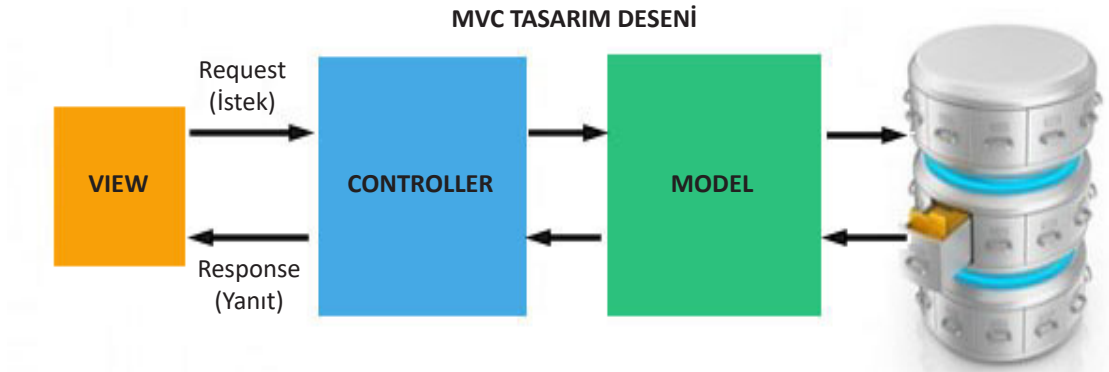 MVC TASARIM DESENİ
Request
(İstek)
VIEW
CONTROLLER
MODEL
Response
(Yanıt)